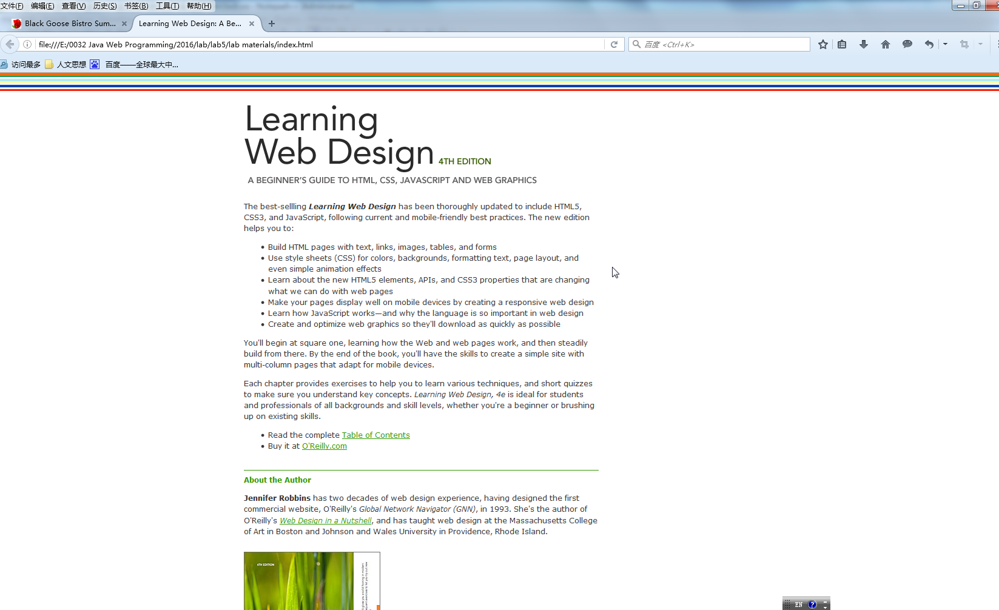 文件(F) 编辑(E) 查看(V) 历史(S) 书签(B) 工具(T) 帮助(H)
Black Goose Bistro Sum... Learning Web Design: A Be...
file:///E:/0032 Java Web Programming/2016/lab/lab5/lab materials/index.html 百度 <Ctrl+K>
访问最多 人文思想 百度——全球最大中...
Learning
Web Design 4TH EDITION
A BEGINNER'S GUIDE TO HTML, CSS, JAVASCRIPT AND WEB GRAPHICS
The best-sellling Learning Web Design has been thoroughly updated to include HTML5,
CSS3, and JavaScript, following current and mobile-friendly best practices. The new edition
helps you to:
• Build HTML pages with text, links, images, tables, and forms
• Use style sheets (CSS) for colors, backgrounds, formatting text, page layout, and
even simple animation effects
• Learn about the new HTML5 elements, APIs, and CSS3 properties that are changing
what we can do with web pages
• Make your pages display well on mobile devices by creating a responsive web design
• Learn how JavaScript works—and why the language is so important in web design
• Create and optimize web graphics so they'll download as quickly as possible
You'll begin at square one, learning how the Web and web pages work, and then steadily
build from there. By the end of the book, you'll have the skills to create a simple site with
multi-column pages that adapt for mobile devices.
Each chapter provides exercises to help you to learn various techniques, and short quizzes
to make sure you understand key concepts. Learning Web Design, 4e is ideal for students
and professionals of all backgrounds and skill levels, whether you're a beginner or brushing
up on existing skills.
• Read the complete Table of Contents
• Buy it at O'Reilly.com
About the Author
Jennifer Robbins has two decades of web design experience, having designed the first
commercial website, O'Reilly's Global Network Navigator (GNN), in 1993. She's the author of
O'Reilly's Web Design in a Nutshell, and has taught web design at the Massachusetts College
of Art in Boston and Johnson and Wales University in Providence, Rhode Island.
4TH EDITION
EN